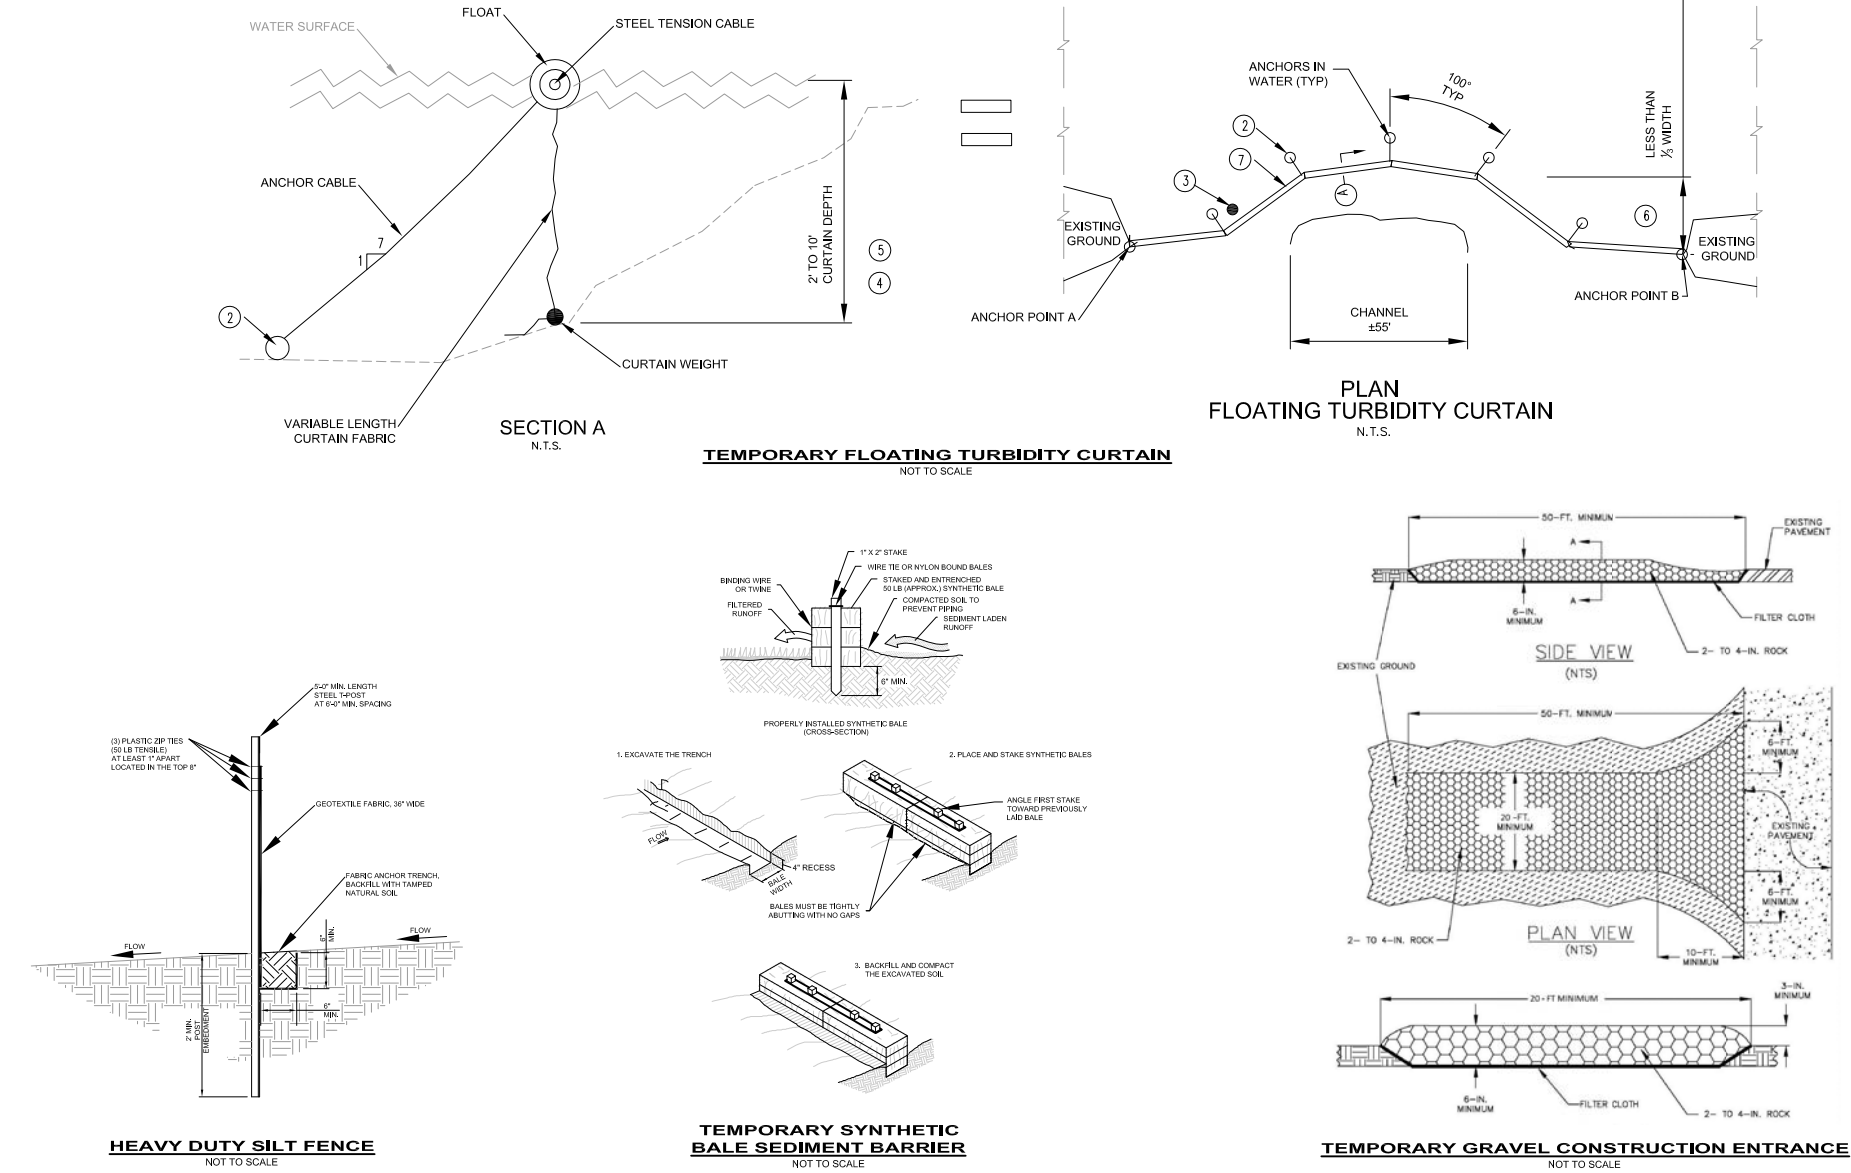 WATER SURFACE
FLOAT
STEEL TENSION CABLE
ANCHOR CABLE
7
1
2
2' TO 10'
CURTAIN DEPTH
5
4
CURTAIN WEIGHT
VARIABLE LENGTH
CURTAIN FABRIC
SECTION A
N.T.S.
ANCHORS IN
WATER (TYP)
100°
TYP
LESS THAN
⅓ WIDTH
2
7
3
A
6
EXISTING
GROUND
EXISTING
GROUND
ANCHOR POINT A
ANCHOR POINT B
CHANNEL
±55'
PLAN
FLOATING TURBIDITY CURTAIN
N.T.S.
TEMPORARY FLOATING TURBIDITY CURTAIN
NOT TO SCALE
5'-0" MIN. LENGTH
STEEL T-POST
AT 6'-0" MIN. SPACING
(3) PLASTIC ZIP TIES
(50 LB TENSILE)
AT LEAST 1" APART
LOCATED IN THE TOP 8"
GEOTEXTILE FABRIC, 36" WIDE
FABRIC ANCHOR TRENCH,
BACKFILL WITH TAMPED
NATURAL SOIL
FLOW
FLOW
6"
MIN.
6"
MIN.
2' MIN.
POST
EMBEDMENT
HEAVY DUTY SILT FENCE
NOT TO SCALE
1" X 2" STAKE
WIRE TIE OR NYLON BOUND BALES
BINDING WIRE
OR TWINE
STAKED AND ENTRENCHED
50 LB (APPROX.) SYNTHETIC BALE
FILTERED
RUNOFF
COMPACTED SOIL TO
PREVENT PIPING
SEDIMENT LADEN
RUNOFF
6" MIN.
PROPERLY INSTALLED SYNTHETIC BALE
(CROSS-SECTION)
1. EXCAVATE THE TRENCH
2. PLACE AND STAKE SYNTHETIC BALES
FLOW
4" RECESS
BALE
WIDTH
ANGLE FIRST STAKE
TOWARD PREVIOUSLY
LAID BALE
BALES MUST BE TIGHTLY
ABUTTING WITH NO GAPS
3. BACKFILL AND COMPACT
THE EXCAVATED SOIL
TEMPORARY SYNTHETIC
BALE SEDIMENT BARRIER
NOT TO SCALE
50-FT. MINIMUM
EXISTING
PAVEMENT
A
A
6-IN.
MINIMUM
FILTER CLOTH
2- TO 4-IN. ROCK
SIDE VIEW
(NTS)
EXISTING GROUND
50-FT. MINIMUM
6-FT.
MINIMUM
20-FT.
MINIMUM
EXISTING
PAVEMENT
6-FT.
MINIMUM
2- TO 4-IN. ROCK
PLAN VIEW
(NTS)
10-FT.
MINIMUM
20-FT MINIMUM
3-IN.
MINIMUM
6-IN.
MINIMUM
FILTER CLOTH
2- TO 4-IN. ROCK
TEMPORARY GRAVEL CONSTRUCTION ENTRANCE
NOT TO SCALE